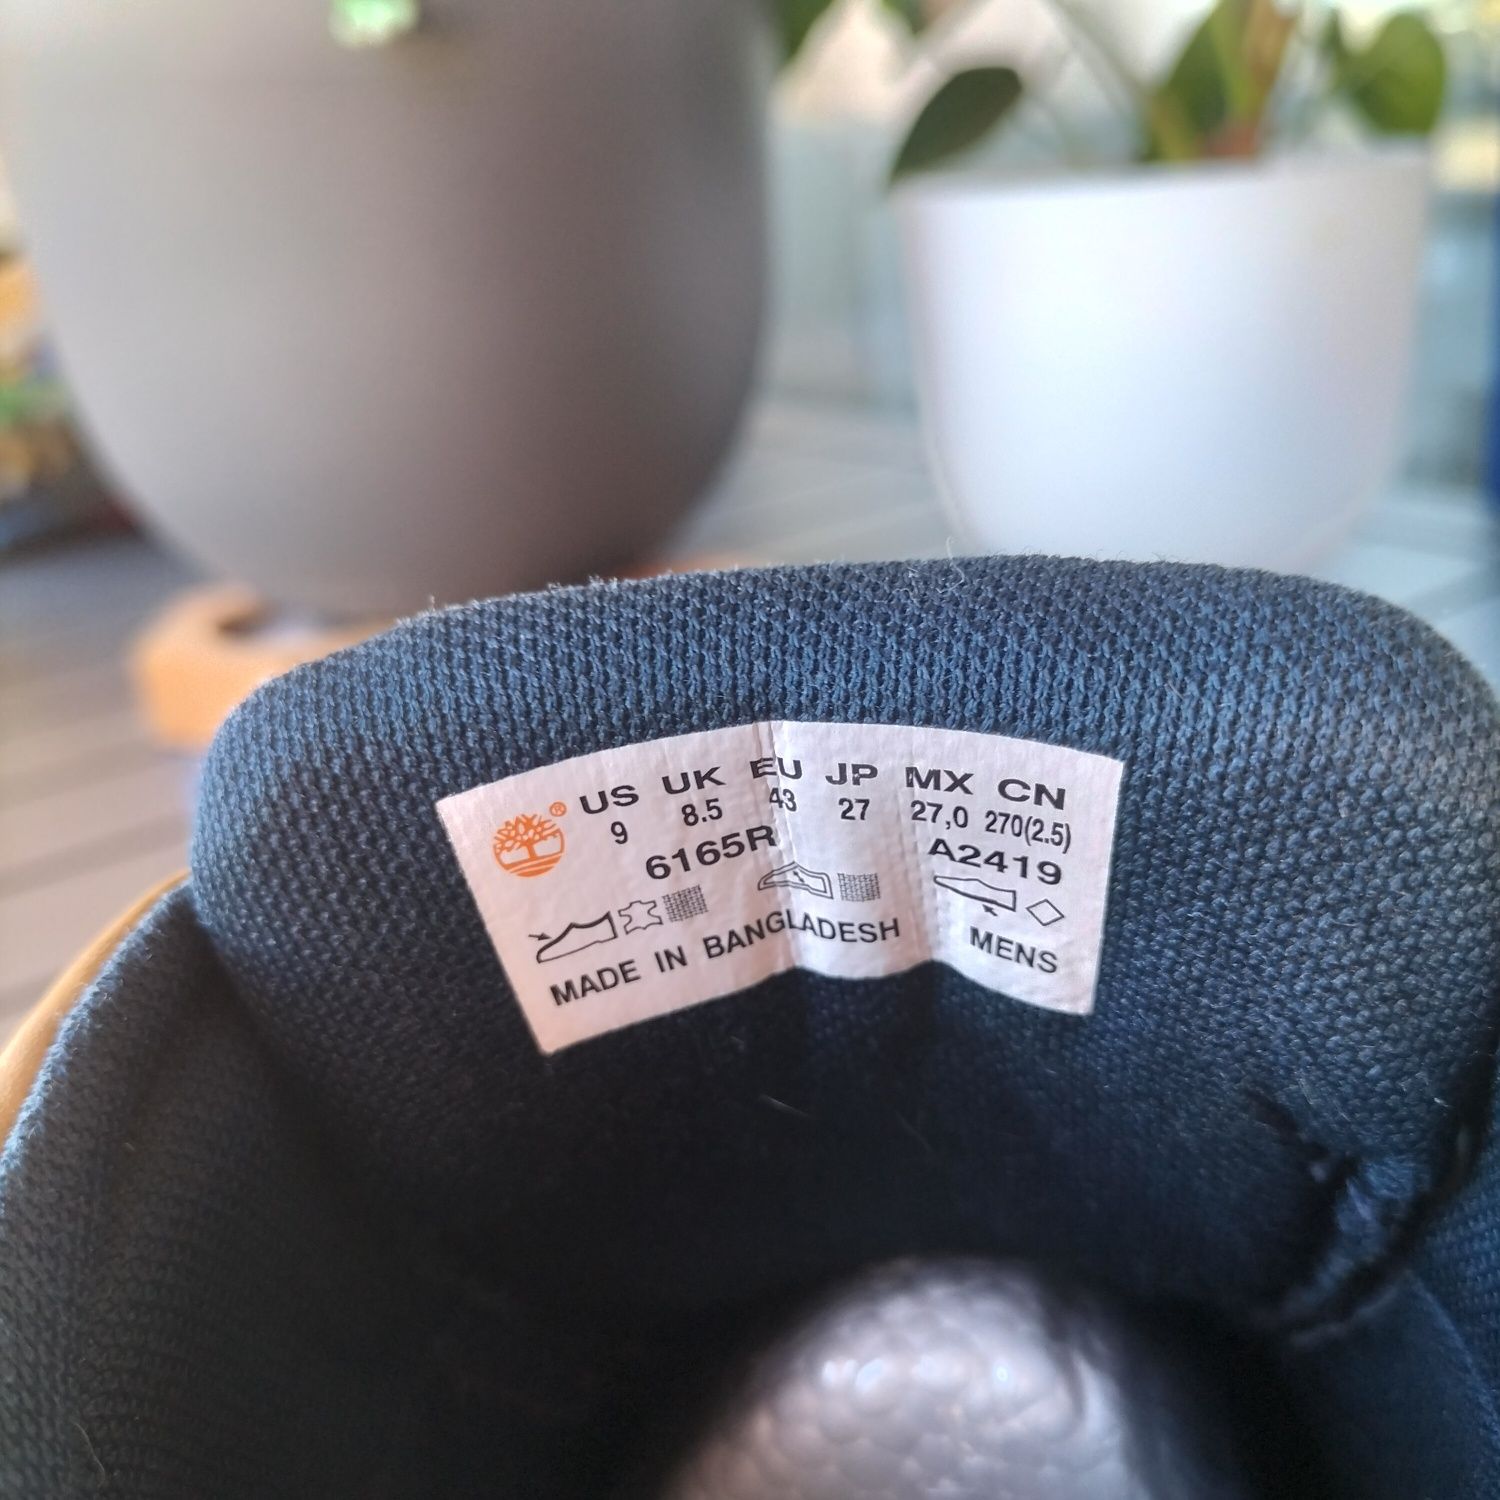 ® US UK EU JP MX CN
9 8.5 43 27 27,0 270(2.5)
6165R A2419
MADE IN BANGLADESH MENS